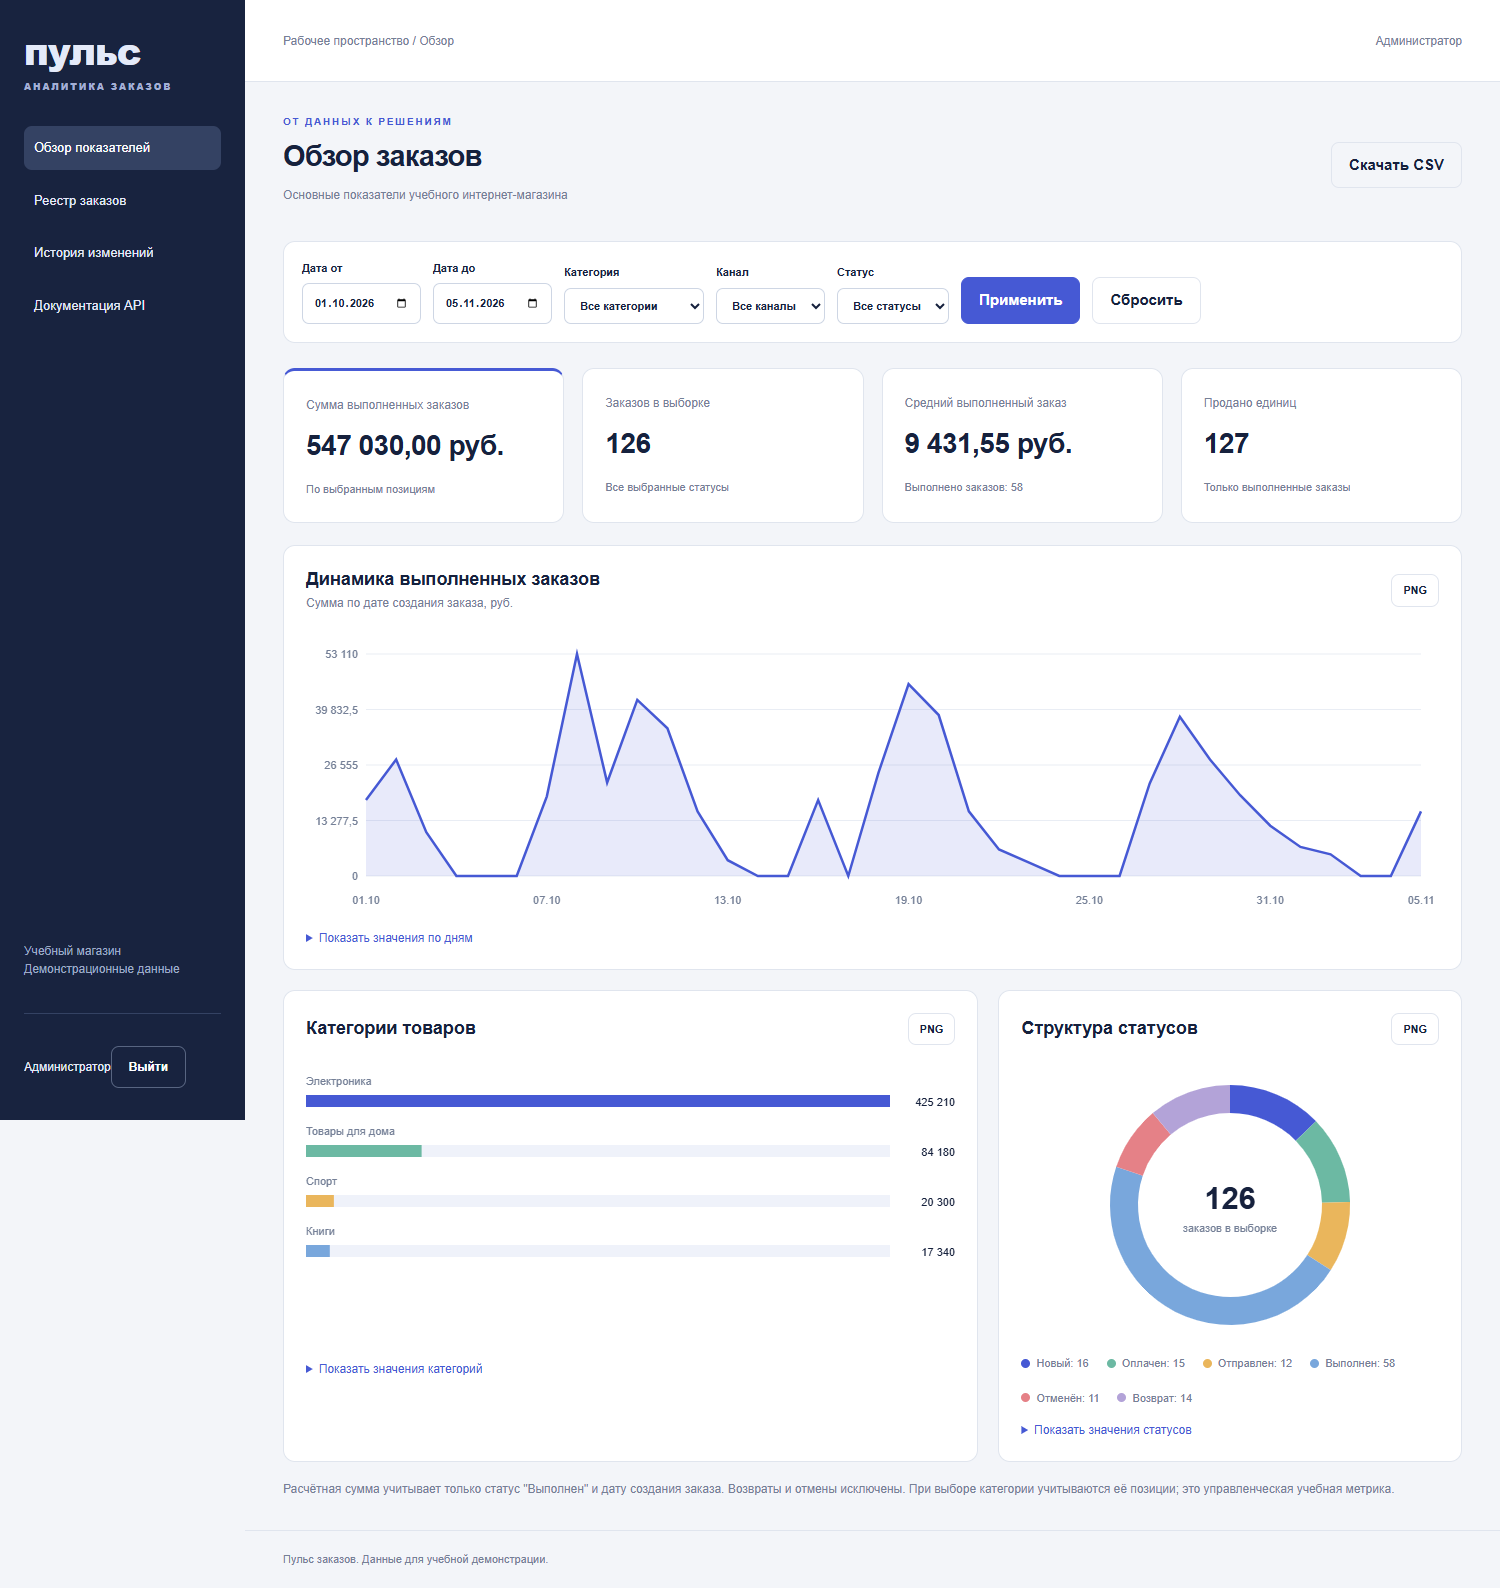 пульс
АНАЛИТИКА ЗАКАЗОВ
Обзор показателей
Реестр заказов
История изменений
Документация API
Учебный магазин
Демонстрационные данные
Администратор
Выйти
Рабочее пространство / Обзор
Администратор
ОТ ДАННЫХ К РЕШЕНИЯМ
Обзор заказов
Основные показатели учебного интернет-магазина
Скачать CSV
Дата от
Дата до
Категория
Канал
Статус
01.10.2026
05.11.2026
Все категории
Все каналы
Все статусы
Применить
Сбросить
Сумма выполненных заказов
547 030,00 руб.
По выбранным позициям
Заказов в выборке
126
Все выбранные статусы
Средний выполненный заказ
9 431,55 руб.
Выполнено заказов: 58
Продано единиц
127
Только выполненные заказы
Динамика выполненных заказов
Сумма по дате создания заказа, руб.
PNG
53 110
39 832,5
26 555
13 277,5
0
01.10
07.10
13.10
19.10
25.10
31.10
05.11
Показать значения по дням
Категории товаров
PNG
Электроника
425 210
Товары для дома
84 180
Спорт
20 300
Книги
17 340
Показать значения категорий
Структура статусов
PNG
126
заказов в выборке
Новый: 16
Оплачен: 15
Отправлен: 12
Выполнен: 58
Отменён: 11
Возврат: 14
Показать значения статусов
Расчётная сумма учитывает только статус "Выполнен" и дату создания заказа. Возвраты и отмены исключены. При выборе категории учитываются её позиции; это управленческая учебная метрика.
Пульс заказов. Данные для учебной демонстрации.